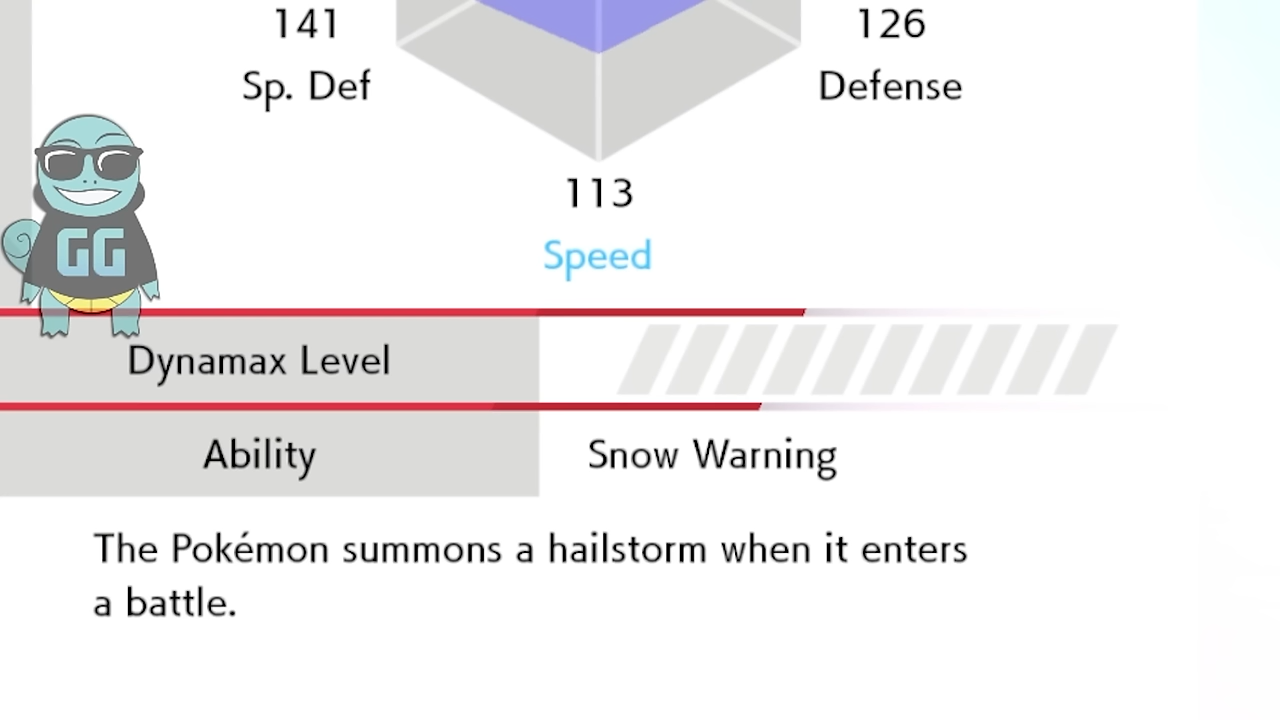 141
126
Sp. Def
Defense
113
Speed
GG
Dynamax Level
Ability
Snow Warning
The Pokémon summons a hailstorm when it enters
a battle.